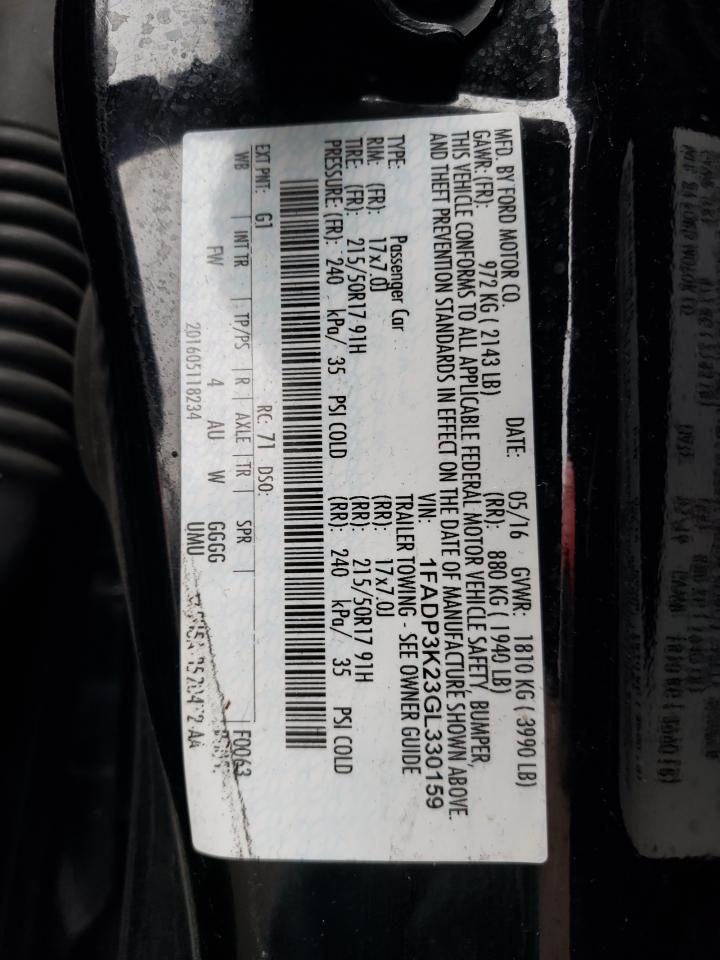 MFD. BY FORD MOTOR CO.
DATE: 05/16 GVWR: 1810 KG ( 3990 LB)
GAWR: (FR): 972 KG ( 2143 LB) (RR): 880 KG ( 1940 LB)
THIS VEHICLE CONFORMS TO ALL APPLICABLE FEDERAL MOTOR VEHICLE SAFETY, BUMPER,
AND THEFT PREVENTION STANDARDS IN EFFECT ON THE DATE OF MANUFACTURE SHOWN ABOVE.
VIN: 1FADP3K23GL330159
TYPE: Passenger Car TRAILER TOWING - SEE OWNER GUIDE
RIM: (FR): 17x7.0J (RR): 17x7.0J
TIRE: (FR): 215/50R17 91H (RR): 215/50R17 91H
PRESSURE: (FR): 240 kPa/ 35 PSI COLD (RR): 240 kPa/ 35 PSI COLD
EXT PNT: G1 RC: 71 DSO: F0063
WB INT TR TP/PS R AXLE TR SPR
FW 4 AU W GGGG
201605118234 UMU